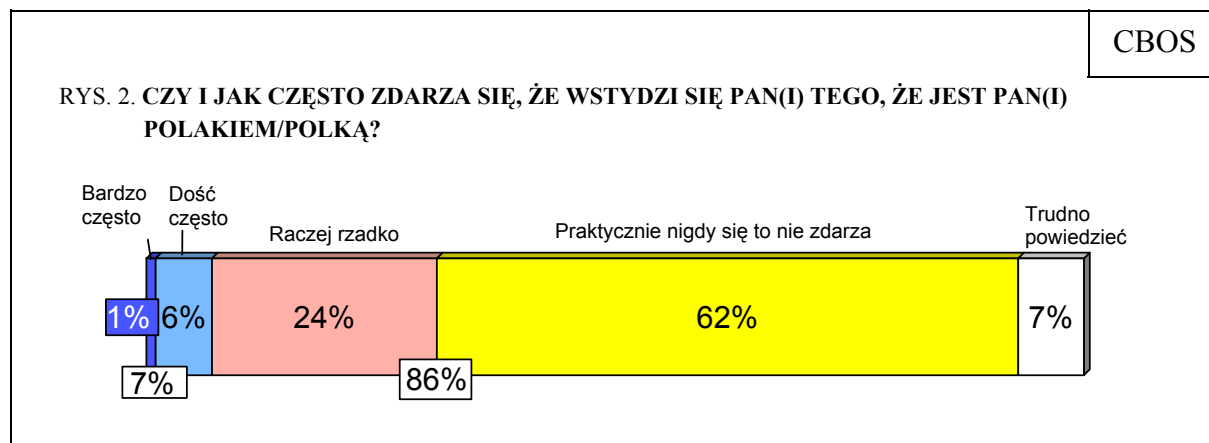 CBOS
RYS. 2. CZY I JAK CZĘSTO ZDARZA SIĘ, ŻE WSTYDZI SIĘ PAN(I) TEGO, ŻE JEST PAN(I)
POLAKIEM/POLKĄ?
Bardzo
często
Dość
często
Raczej rzadko
Praktycznie nigdy się to nie zdarza
Trudno
powiedzieć
1%
6%
24%
62%
7%
7%
86%